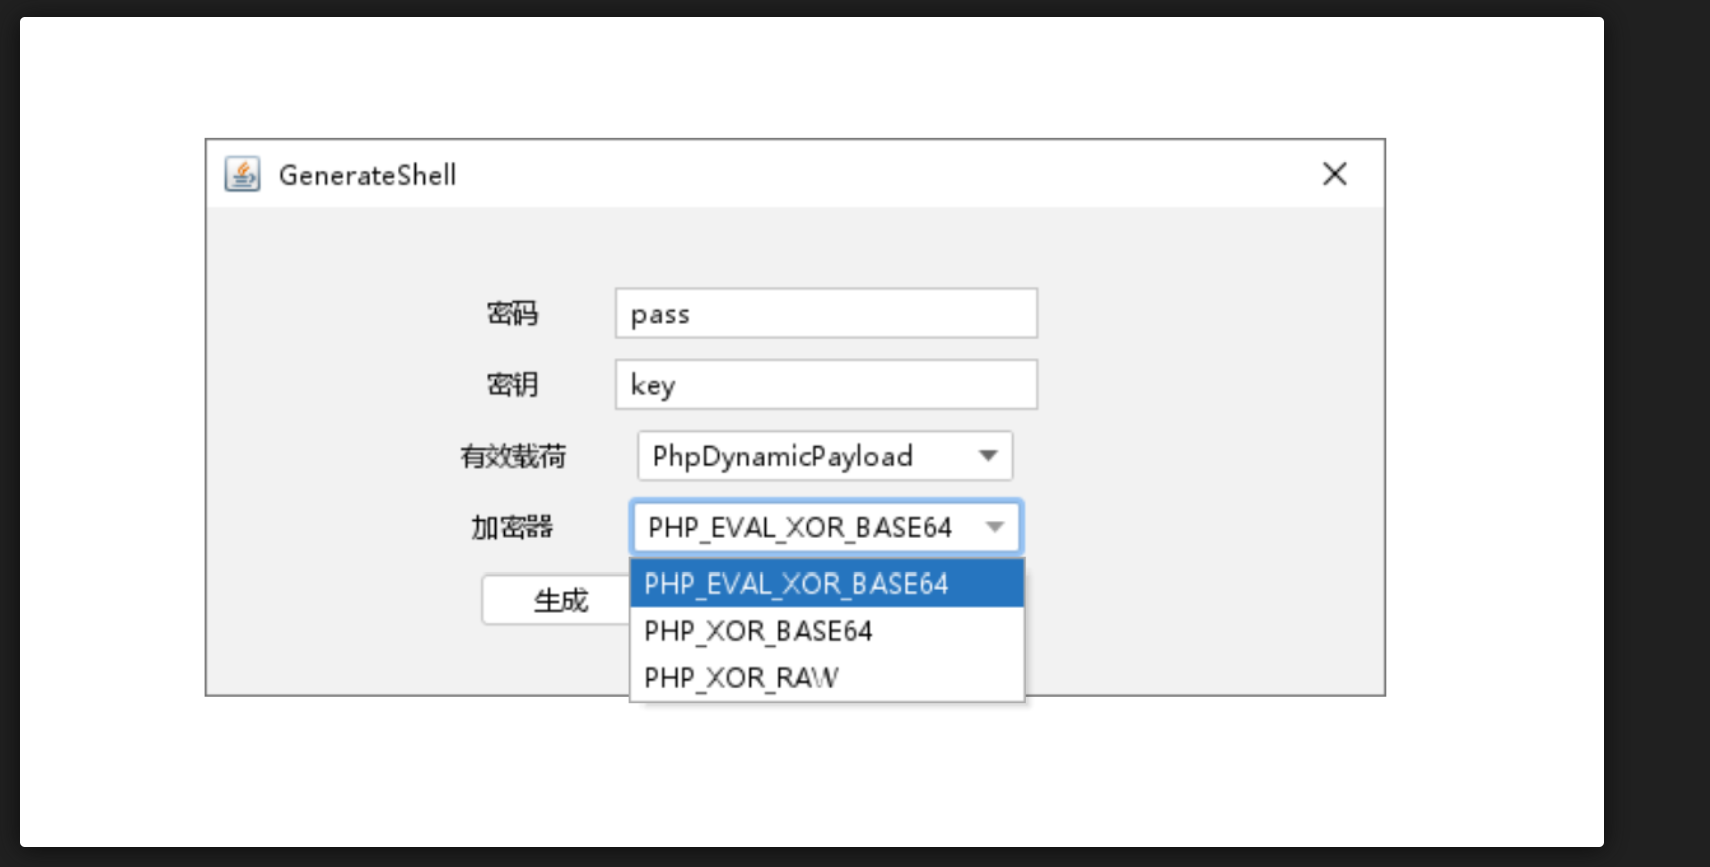 GenerateShell
密码 pass
密钥 key
有效载荷 PhpDynamicPayload
加密器 PHP_EVAL_XOR_BASE64
PHP_EVAL_XOR_BASE64
生成
PHP_XOR_BASE64
PHP_XOR_RAW